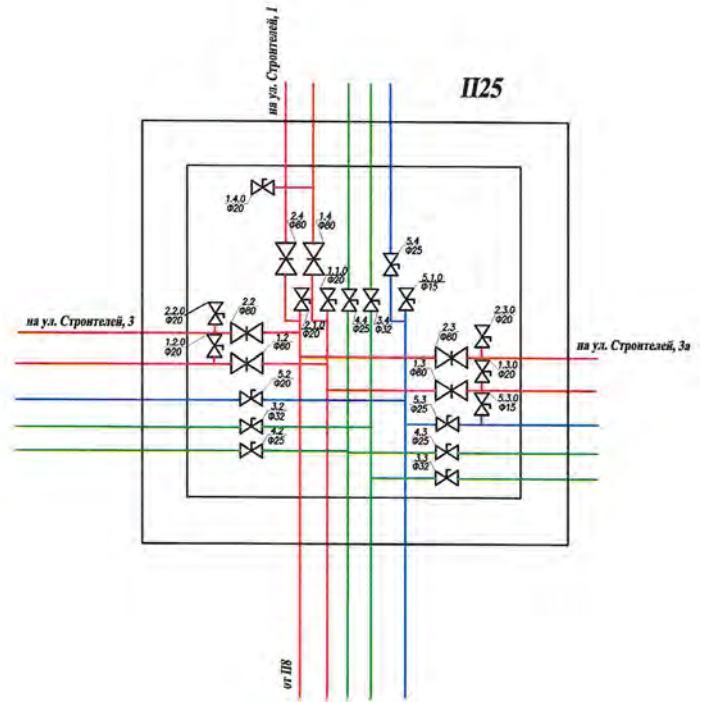 на ул. Строителей, 1
П25
1.4.0
Ф20
2.4
Ф80
1.4
Ф80
5.4
Ф25
1.1.0
Ф20
5.1.0
Ф15
2.2.0
Ф20
2.2
Ф80
2.1.0
Ф20
4.4
Ф25
3.4
Ф32
2.3
Ф80
2.3.0
Ф20
на ул. Строителей, 3
1.2.0
Ф20
1.2
Ф80
1.3
Ф80
1.3.0
Ф20
на ул. Строителей, 3а
5.2
Ф20
5.3
Ф25
5.3.0
Ф15
3.2
Ф32
4.3
Ф25
4.2
Ф25
3.3
Ф32
от П8